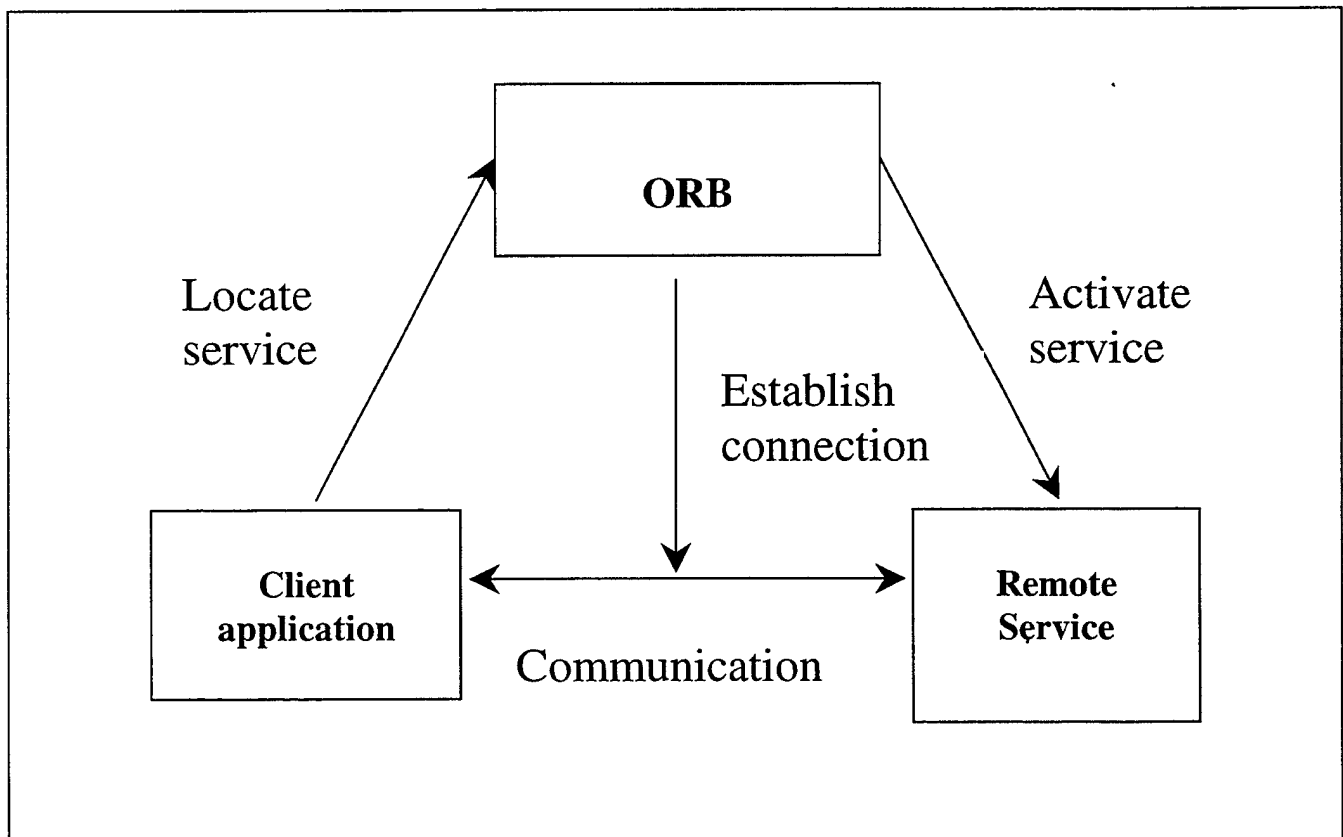 ORB
Locate
service
Activate
service
Establish
connection
Client
application
Remote
Service
Communication